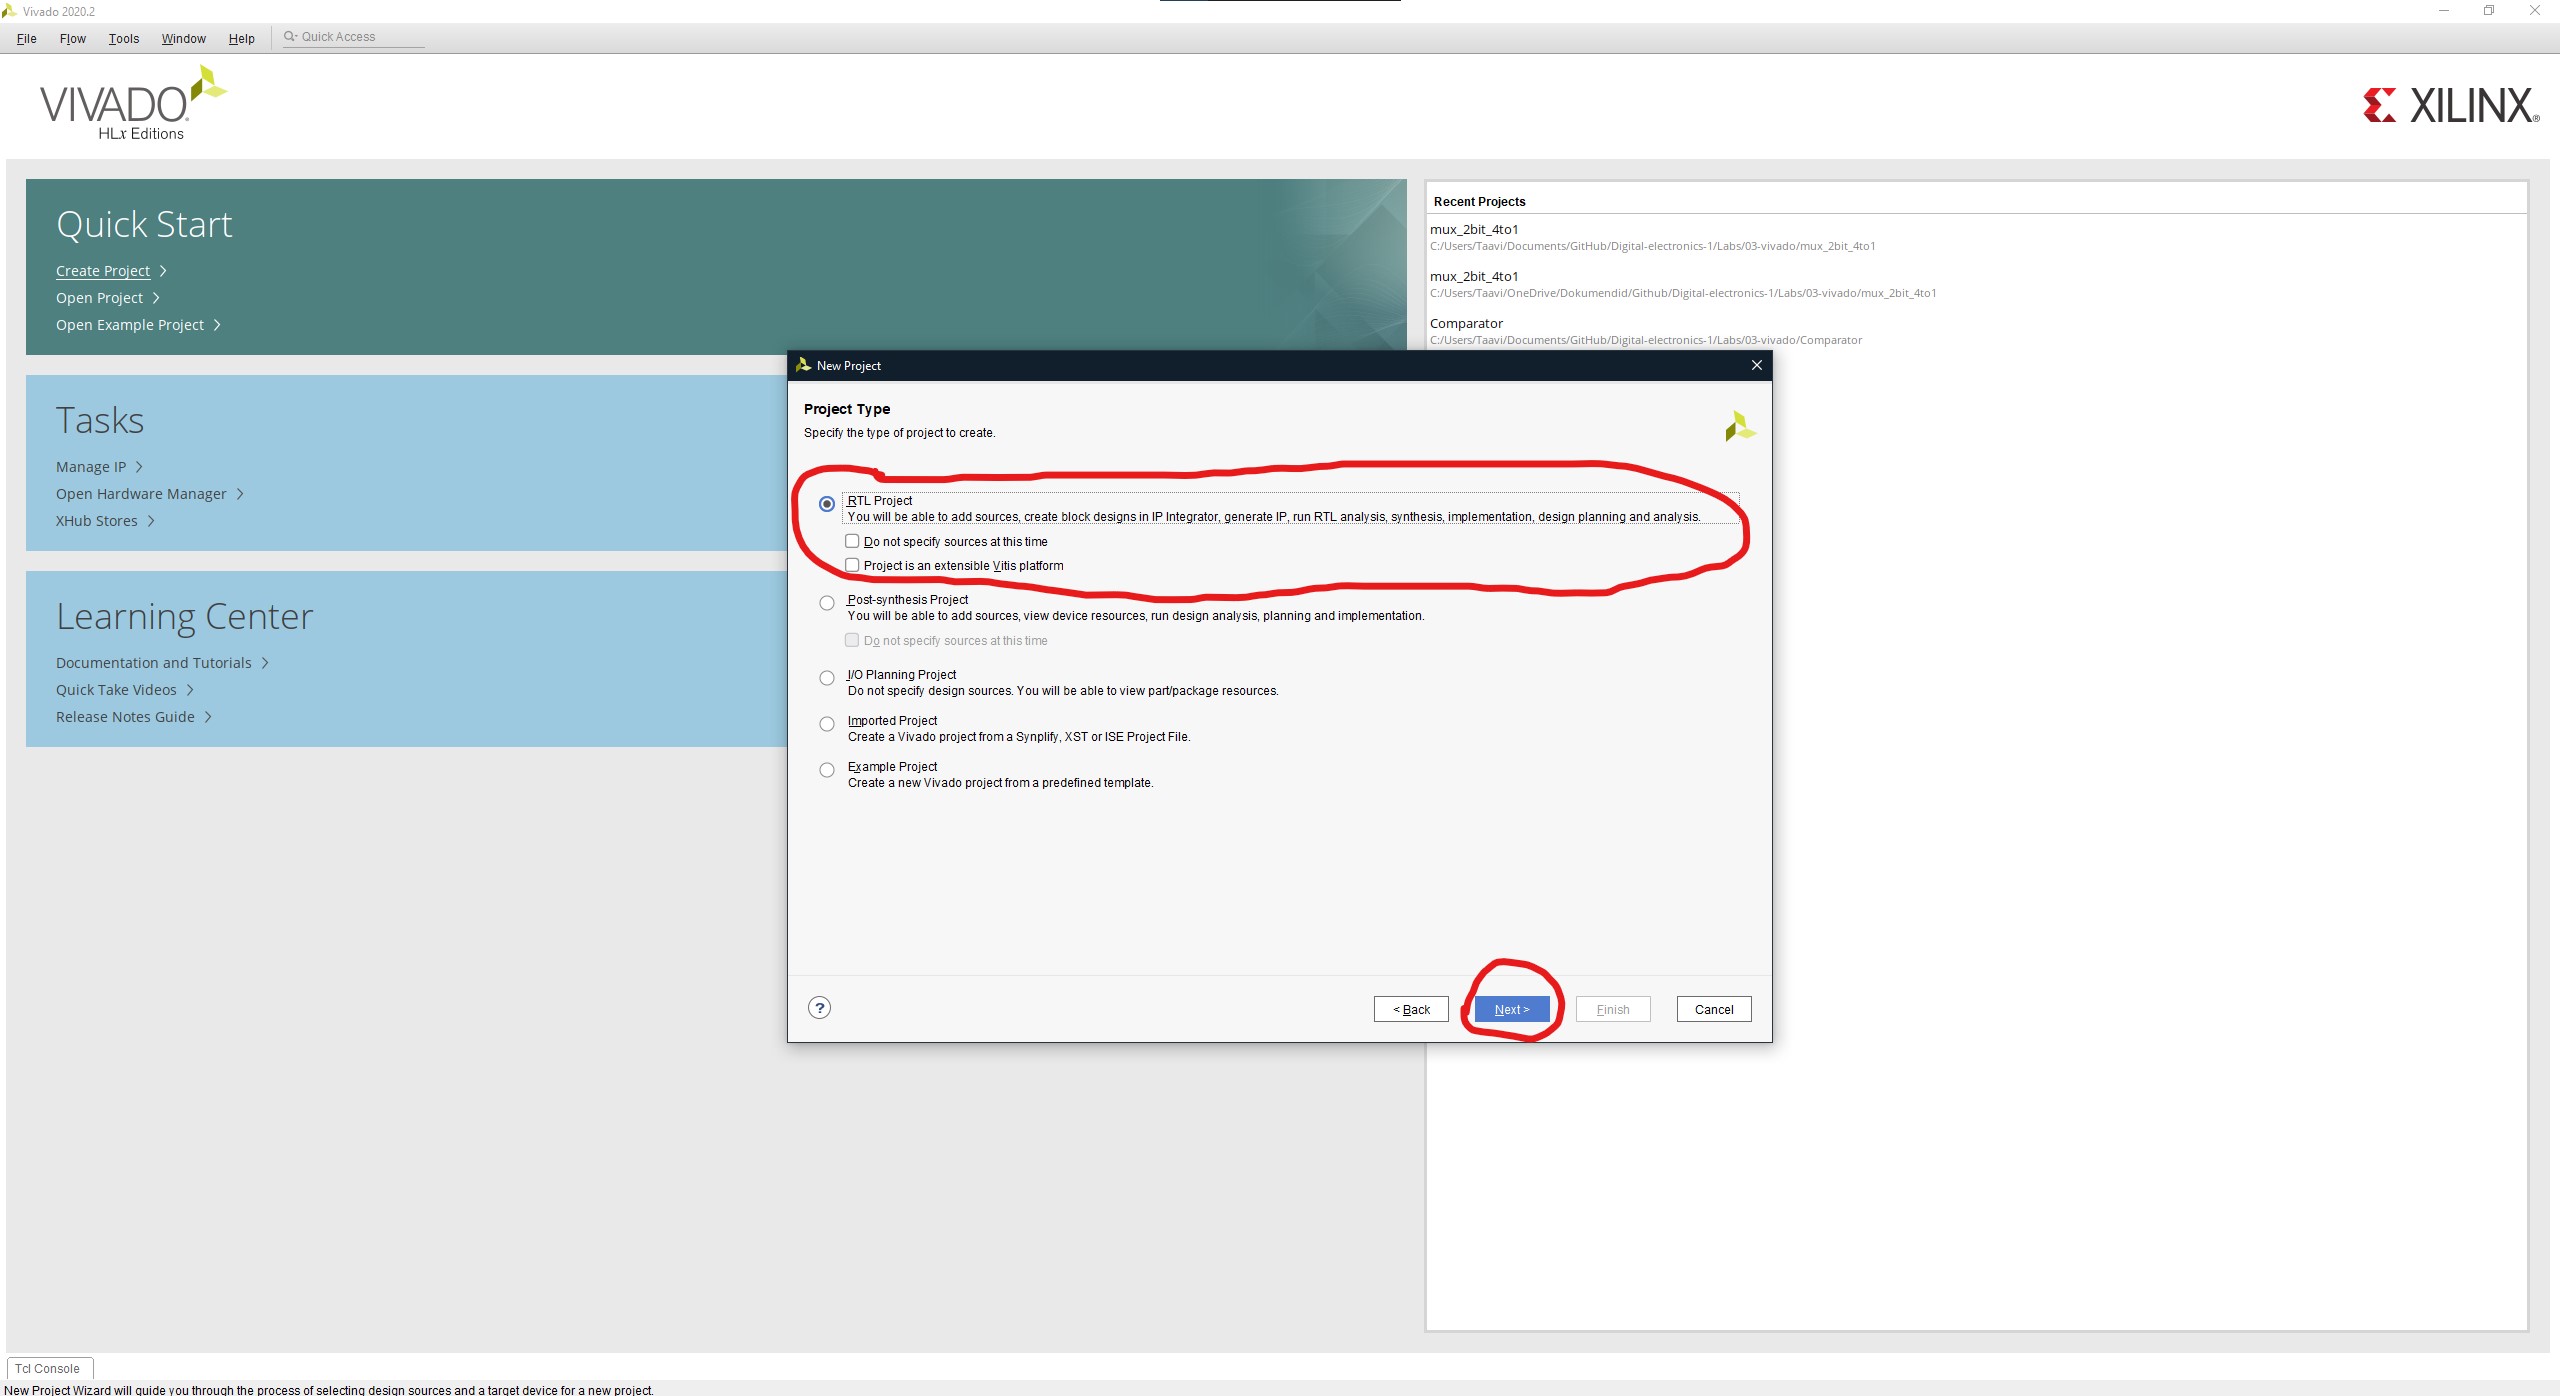 Vivado 2020.2
File Flow Tools Window Help Quick Access
VIVADO.
HLx Editions
XILINX®
Quick Start
Create Project
Open Project
Open Example Project
Tasks
Manage IP
Open Hardware Manager
XHub Stores
Learning Center
Documentation and Tutorials
Quick Take Videos
Release Notes Guide
Recent Projects
mux_2bit_4to1
C:/Users/Taavi/Documents/GitHub/Digital-electronics-1/Labs/03-vivado/mux_2bit_4to1
mux_2bit_4to1
C:/Users/Taavi/OneDrive/Dokumendid/Github/Digital-electronics-1/Labs/03-vivado/mux_2bit_4to1
Comparator
C:/Users/Taavi/Documents/GitHub/Digital-electronics-1/Labs/03-vivado/Comparator
New Project
Project Type
Specify the type of project to create.
RTL Project
You will be able to add sources, create block designs in IP Integrator, generate IP, run RTL analysis, synthesis, implementation, design planning and analysis.
Do not specify sources at this time
Project is an extensible Vitis platform
Post-synthesis Project
You will be able to add sources, view device resources, run design analysis, planning and implementation.
Do not specify sources at this time
I/O Planning Project
Do not specify design sources. You will be able to view part/package resources.
Imported Project
Create a Vivado project from a Synplify, XST or ISE Project File.
Example Project
Create a new Vivado project from a predefined template.
? < Back Next > Finish Cancel
Tcl Console
New Project Wizard will guide you through the process of selecting design sources and a target device for a new project.